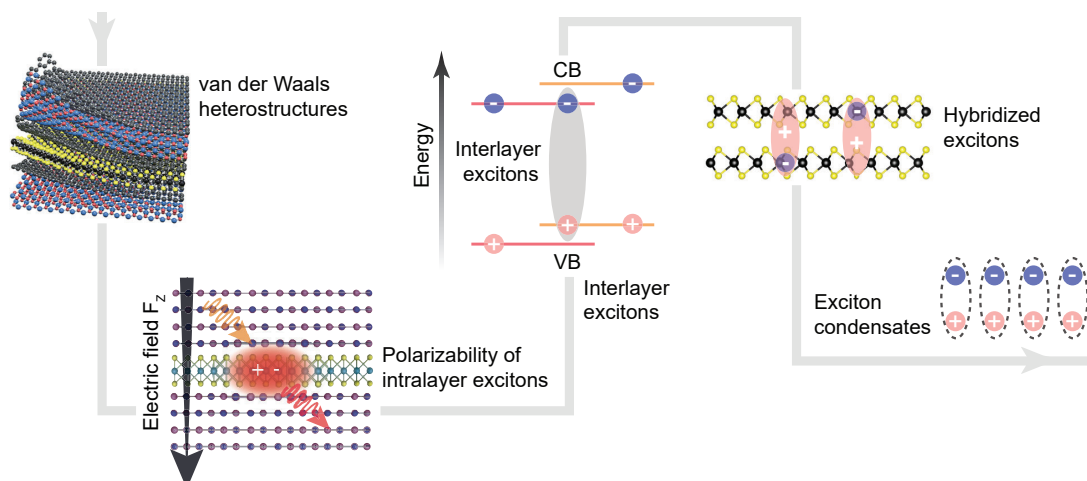 van der Waals
heterostructures
Electric field F_z
Polarizability of
intralayer excitons
Energy
CB
- - -
Interlayer
excitons
+ + +
VB
Interlayer
excitons
- -
+ +
Hybridized
excitons
Exciton
condensates
- - - -
+ + + +
+ -